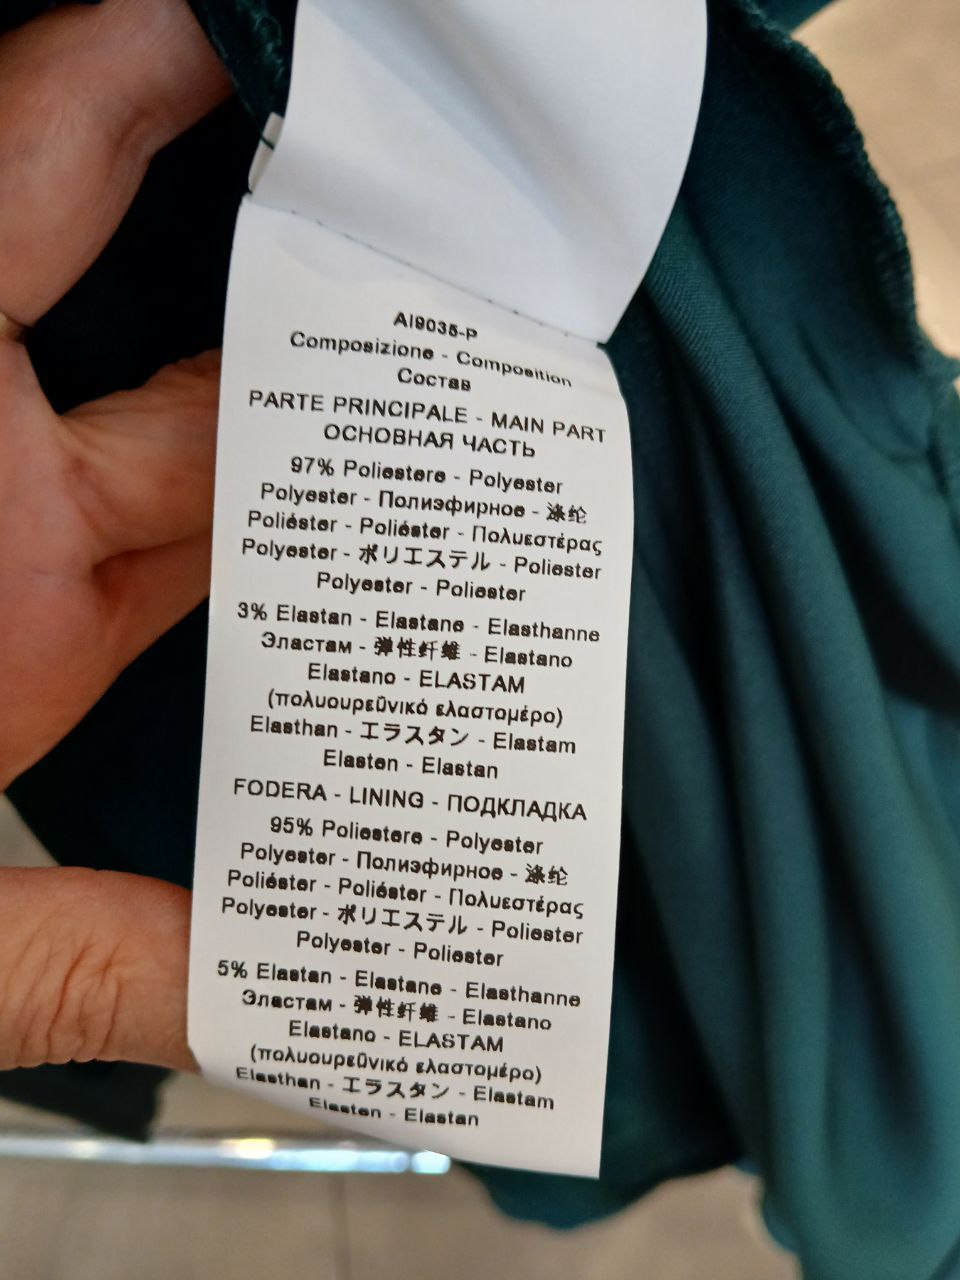 AI9035-P
Composizione - Composition
Состав
PARTE PRINCIPALE - MAIN PART
ОСНОВНАЯ ЧАСТЬ
97% Poliestere - Polyester
Polyester - Полиэфирное - 涤纶
Poliéster - Poliéster - Πολυεστέρας
Polyester - ポリエステル - Poliester
Polyester - Poliester
3% Elastan - Elastane - Elasthanne
Эластам - 弹性纤维 - Elastano
Elastano - ELASTAM
(πολυουρεϋνικό ελαστομέρο)
Elasthan - エラスタン - Elastam
Elasten - Elastan
FODERA - LINING - ПОДКЛАДКА
95% Poliestere - Polyester
Polyester - Полиэфирное - 涤纶
Poliéster - Poliéster - Πολυεστέρας
Polyester - ポリエステル - Poliester
Polyester - Poliester
5% Elastan - Elastane - Elasthanne
Эластам - 弹性纤维 - Elastano
Elastano - ELASTAM
(πολυουρεϋνικό ελαστομέρο)
Elasthan - エラスタン - Elastam
Elasten - Elastan